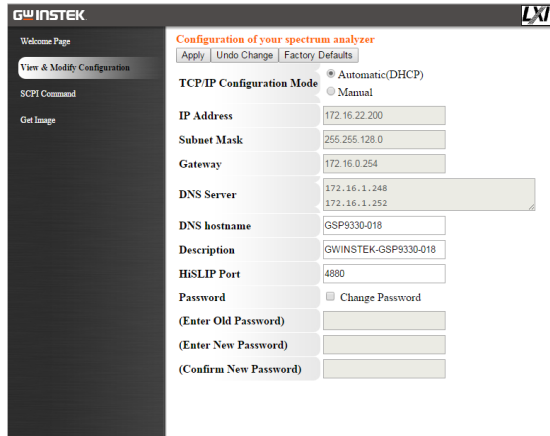 GWINSTEK
LXI
Welcome Page
View & Modify Configuration
SCPI Command
Get Image
Configuration of your spectrum analyzer
Apply Undo Change Factory Defaults
TCP/IP Configuration Mode
Automatic(DHCP)
Manual
IP Address 172.16.22.200
Subnet Mask 255.255.128.0
Gateway 172.16.0.254
DNS Server
172.16.1.248
172.16.1.252
DNS hostname GSP9330-018
Description GWINSTEK-GSP9330-018
HiSLIP Port 4880
Password Change Password
(Enter Old Password)
(Enter New Password)
(Confirm New Password)